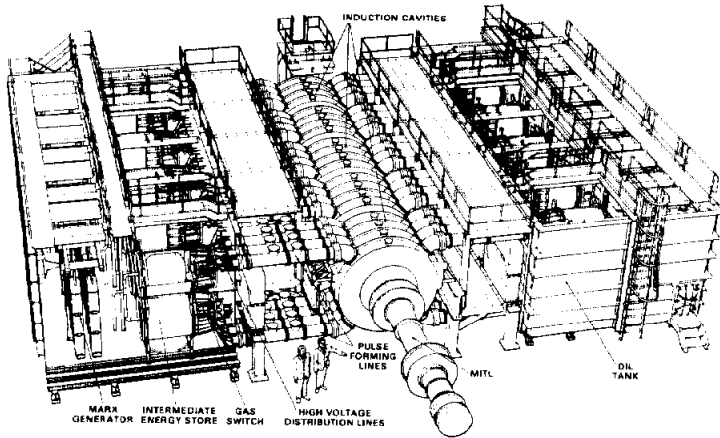 INDUCTION CAVITIES
PULSE
FORMING
LINES
MITL
OIL
TANK
MARX
GENERATOR
INTERMEDIATE
ENERGY STORE
GAS
SWITCH
HIGH VOLTAGE
DISTRIBUTION LINES